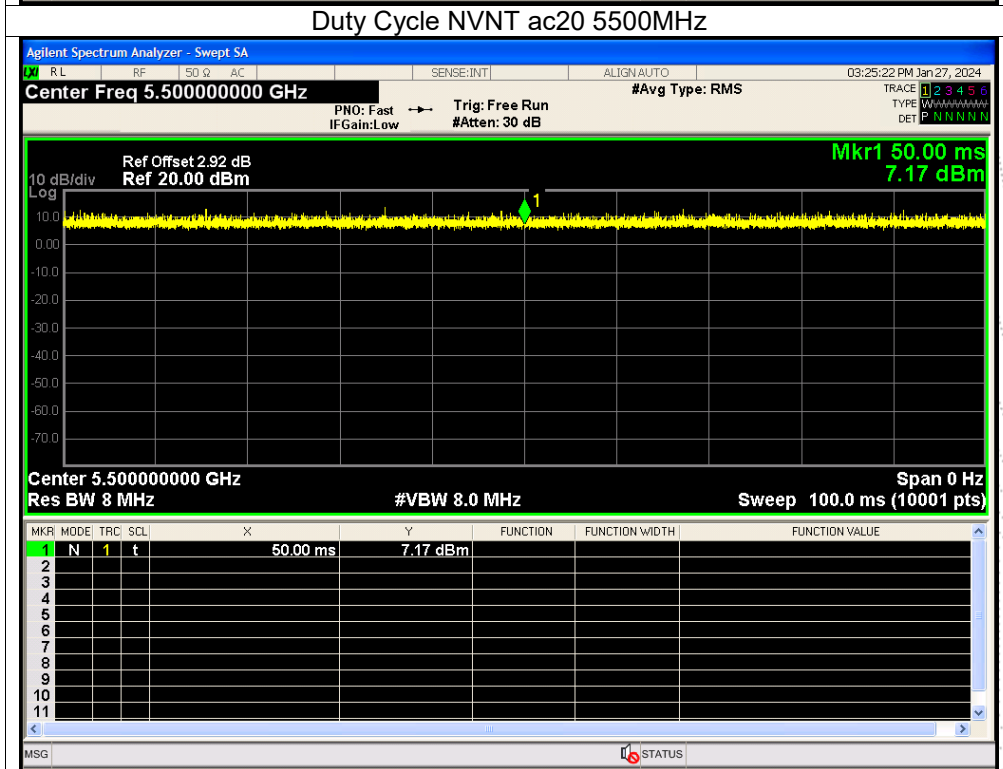 Duty Cycle NVNT ac20 5500MHz
Agilent Spectrum Analyzer - Swept SA
LXI RL RF 50 Ω AC SENSE:INT ALIGN AUTO 03:25:22 PM Jan 27, 2024
Center Freq 5.500000000 GHz #Avg Type: RMS TRACE 1 2 3 4 5 6
PNO: Fast Trig: Free Run TYPE WWWWWW
IFGain:Low #Atten: 30 dB DET P N N N N N
Mkr1 50.00 ms
Ref Offset 2.92 dB
10 dB/div Ref 20.00 dBm 7.17 dBm
Log
1
10.0
0.00
-10.0
-20.0
-30.0
-40.0
-50.0
-60.0
-70.0
Center 5.500000000 GHz Span 0 Hz
Res BW 8 MHz #VBW 8.0 MHz Sweep 100.0 ms (10001 pts)
MKR MODE TRC SCL X Y FUNCTION FUNCTION WIDTH FUNCTION VALUE
1 N 1 t 50.00 ms 7.17 dBm
2
3
4
5
6
7
8
9
10
11
MSG STATUS